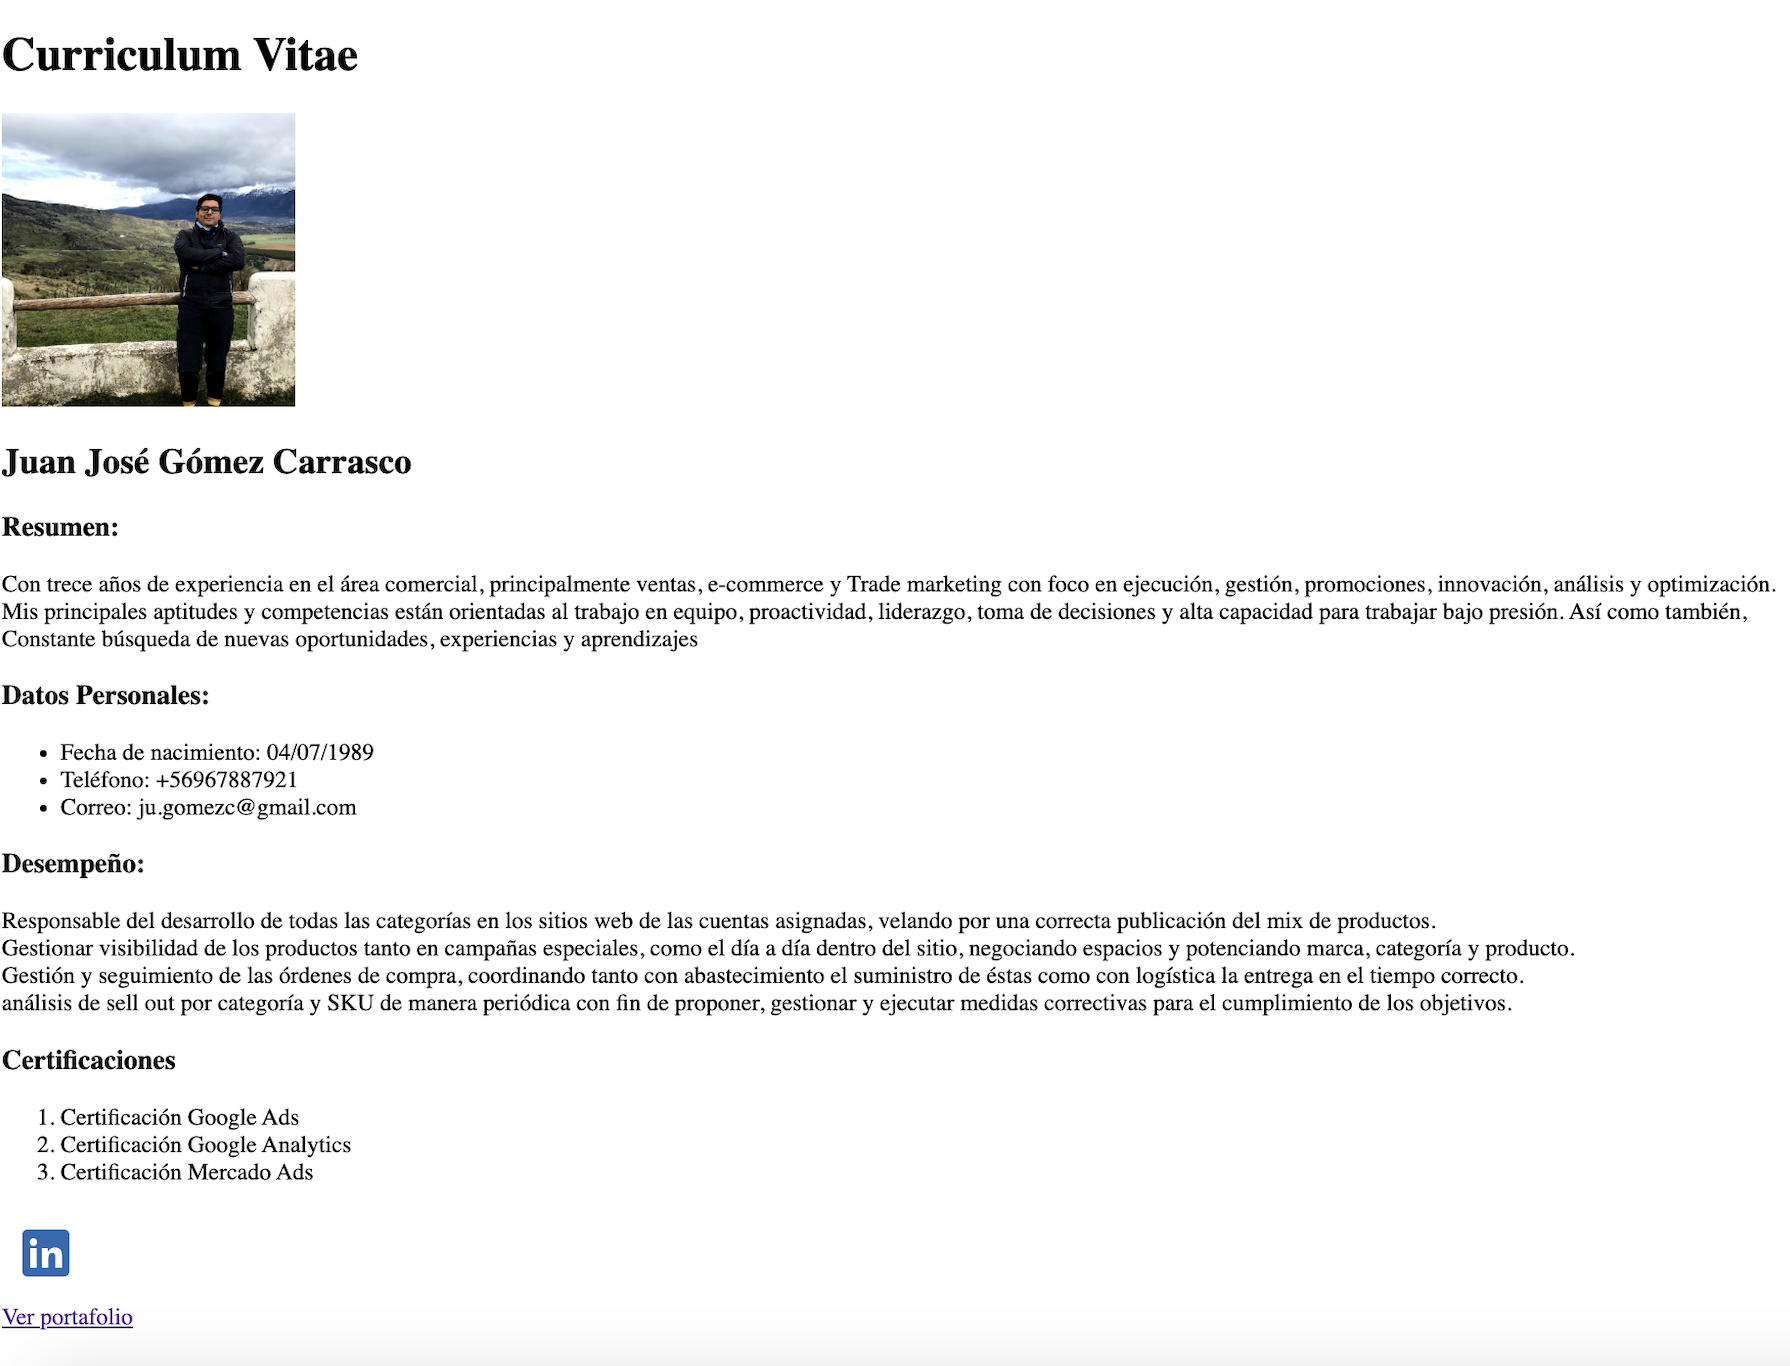 Curriculum Vitae
Juan José Gómez Carrasco
Resumen:
Con trece años de experiencia en el área comercial, principalmente ventas, e-commerce y Trade marketing con foco en ejecución, gestión, promociones, innovación, análisis y optimización.
Mis principales aptitudes y competencias están orientadas al trabajo en equipo, proactividad, liderazgo, toma de decisiones y alta capacidad para trabajar bajo presión. Así como también,
Constante búsqueda de nuevas oportunidades, experiencias y aprendizajes
Datos Personales:
• Fecha de nacimiento: 04/07/1989
• Teléfono: +56967887921
• Correo: ju.gomezc@gmail.com
Desempeño:
Responsable del desarrollo de todas las categorías en los sitios web de las cuentas asignadas, velando por una correcta publicación del mix de productos.
Gestionar visibilidad de los productos tanto en campañas especiales, como el día a día dentro del sitio, negociando espacios y potenciando marca, categoría y producto.
Gestión y seguimiento de las órdenes de compra, coordinando tanto con abastecimiento el suministro de éstas como con logística la entrega en el tiempo correcto.
análisis de sell out por categoría y SKU de manera periódica con fin de proponer, gestionar y ejecutar medidas correctivas para el cumplimiento de los objetivos.
Certificaciones
1. Certificación Google Ads
2. Certificación Google Analytics
3. Certificación Mercado Ads
in
Ver portafolio